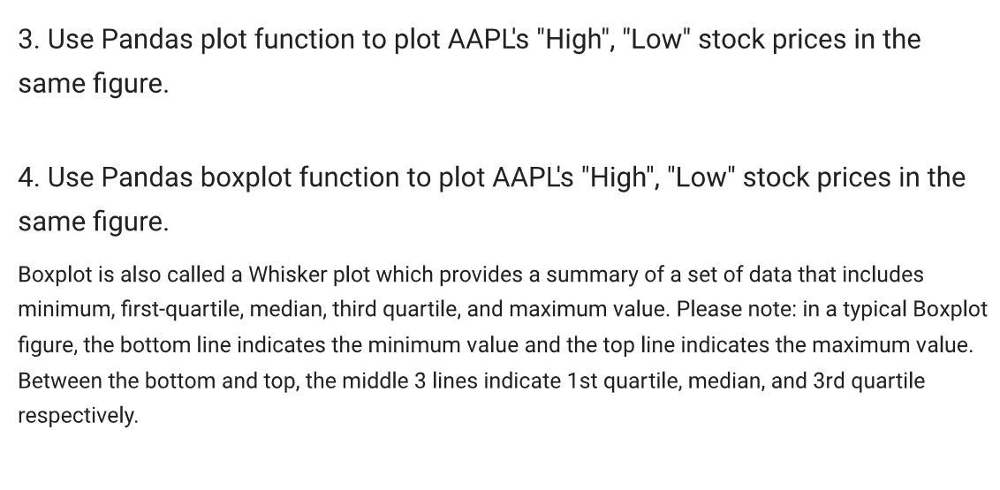 3. Use Pandas plot function to plot AAPL's "High", "Low" stock prices in the
same figure.
4. Use Pandas boxplot function to plot AAPL's "High", "Low" stock prices in the
same figure.
Boxplot is also called a Whisker plot which provides a summary of a set of data that includes
minimum, first-quartile, median, third quartile, and maximum value. Please note: in a typical Boxplot
figure, the bottom line indicates the minimum value and the top line indicates the maximum value.
Between the bottom and top, the middle 3 lines indicate 1st quartile, median, and 3rd quartile
respectively.